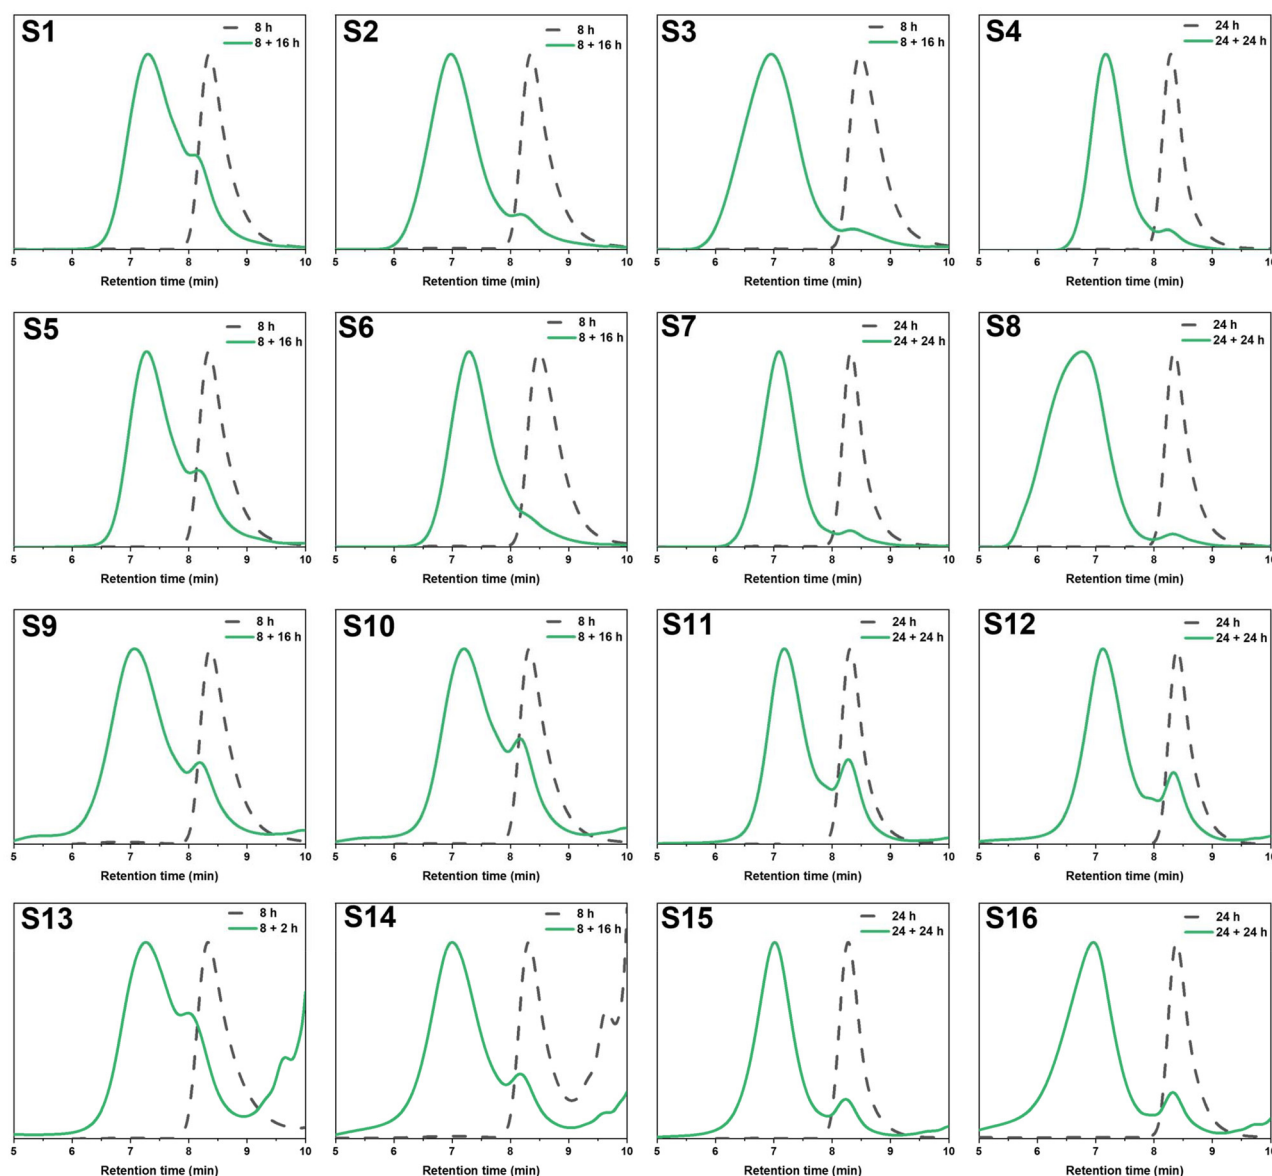 S1
8 h
8 + 16 h
5 6 7 8 9 10
Retention time (min)
S2
8 h
8 + 16 h
5 6 7 8 9 10
Retention time (min)
S3
8 h
8 + 16 h
5 6 7 8 9 10
Retention time (min)
S4
24 h
24 + 24 h
5 6 7 8 9 10
Retention time (min)
S5
8 h
8 + 16 h
5 6 7 8 9 10
Retention time (min)
S6
8 h
8 + 16 h
5 6 7 8 9 10
Retention time (min)
S7
24 h
24 + 24 h
5 6 7 8 9 10
Retention time (min)
S8
24 h
24 + 24 h
5 6 7 8 9 10
Retention time (min)
S9
8 h
8 + 16 h
5 6 7 8 9 10
Retention time (min)
S10
8 h
8 + 16 h
5 6 7 8 9 10
Retention time (min)
S11
24 h
24 + 24 h
5 6 7 8 9 10
Retention time (min)
S12
24 h
24 + 24 h
5 6 7 8 9 10
Retention time (min)
S13
8 h
8 + 2 h
5 6 7 8 9 10
Retention time (min)
S14
8 h
8 + 16 h
5 6 7 8 9 10
Retention time (min)
S15
24 h
24 + 24 h
5 6 7 8 9 10
Retention time (min)
S16
24 h
24 + 24 h
5 6 7 8 9 10
Retention time (min)